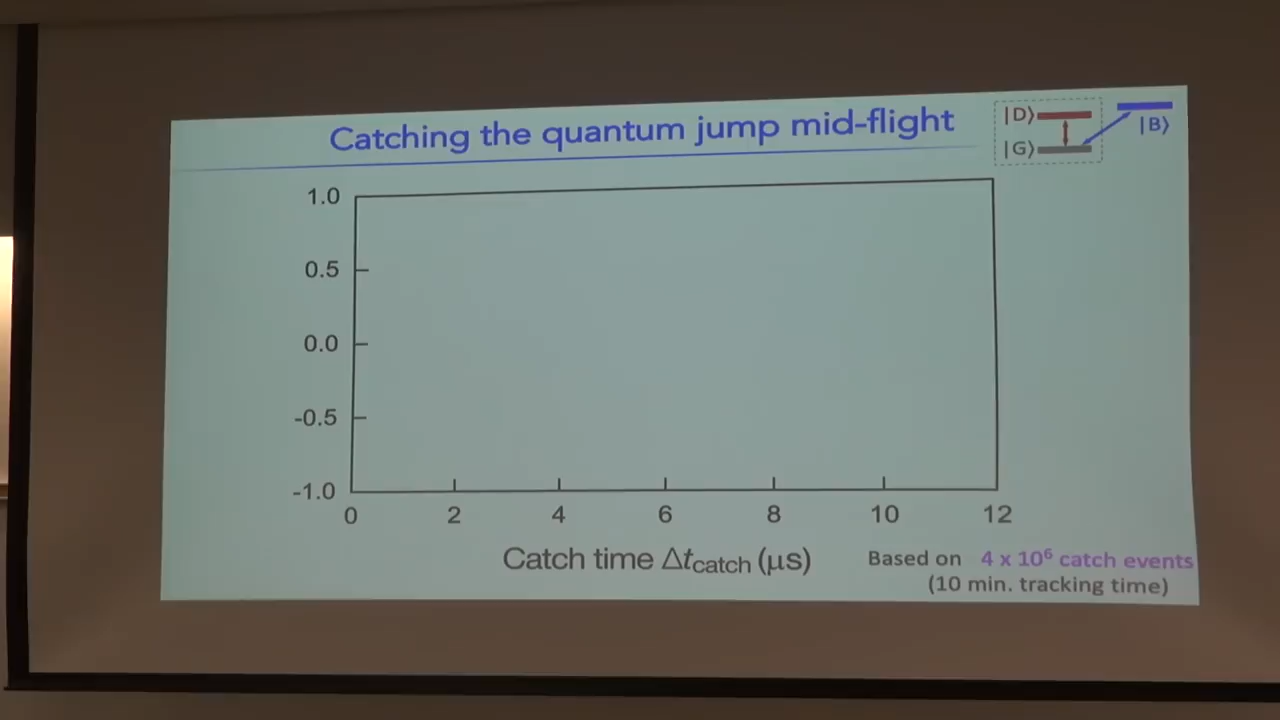 Catching the quantum jump mid-flight
|D⟩
|G⟩
|B⟩
1.0
0.5
0.0
-0.5
-1.0
0 2 4 6 8 10 12
Catch time Δtcatch (μs)
Based on 4 x 10⁶ catch events
(10 min. tracking time)